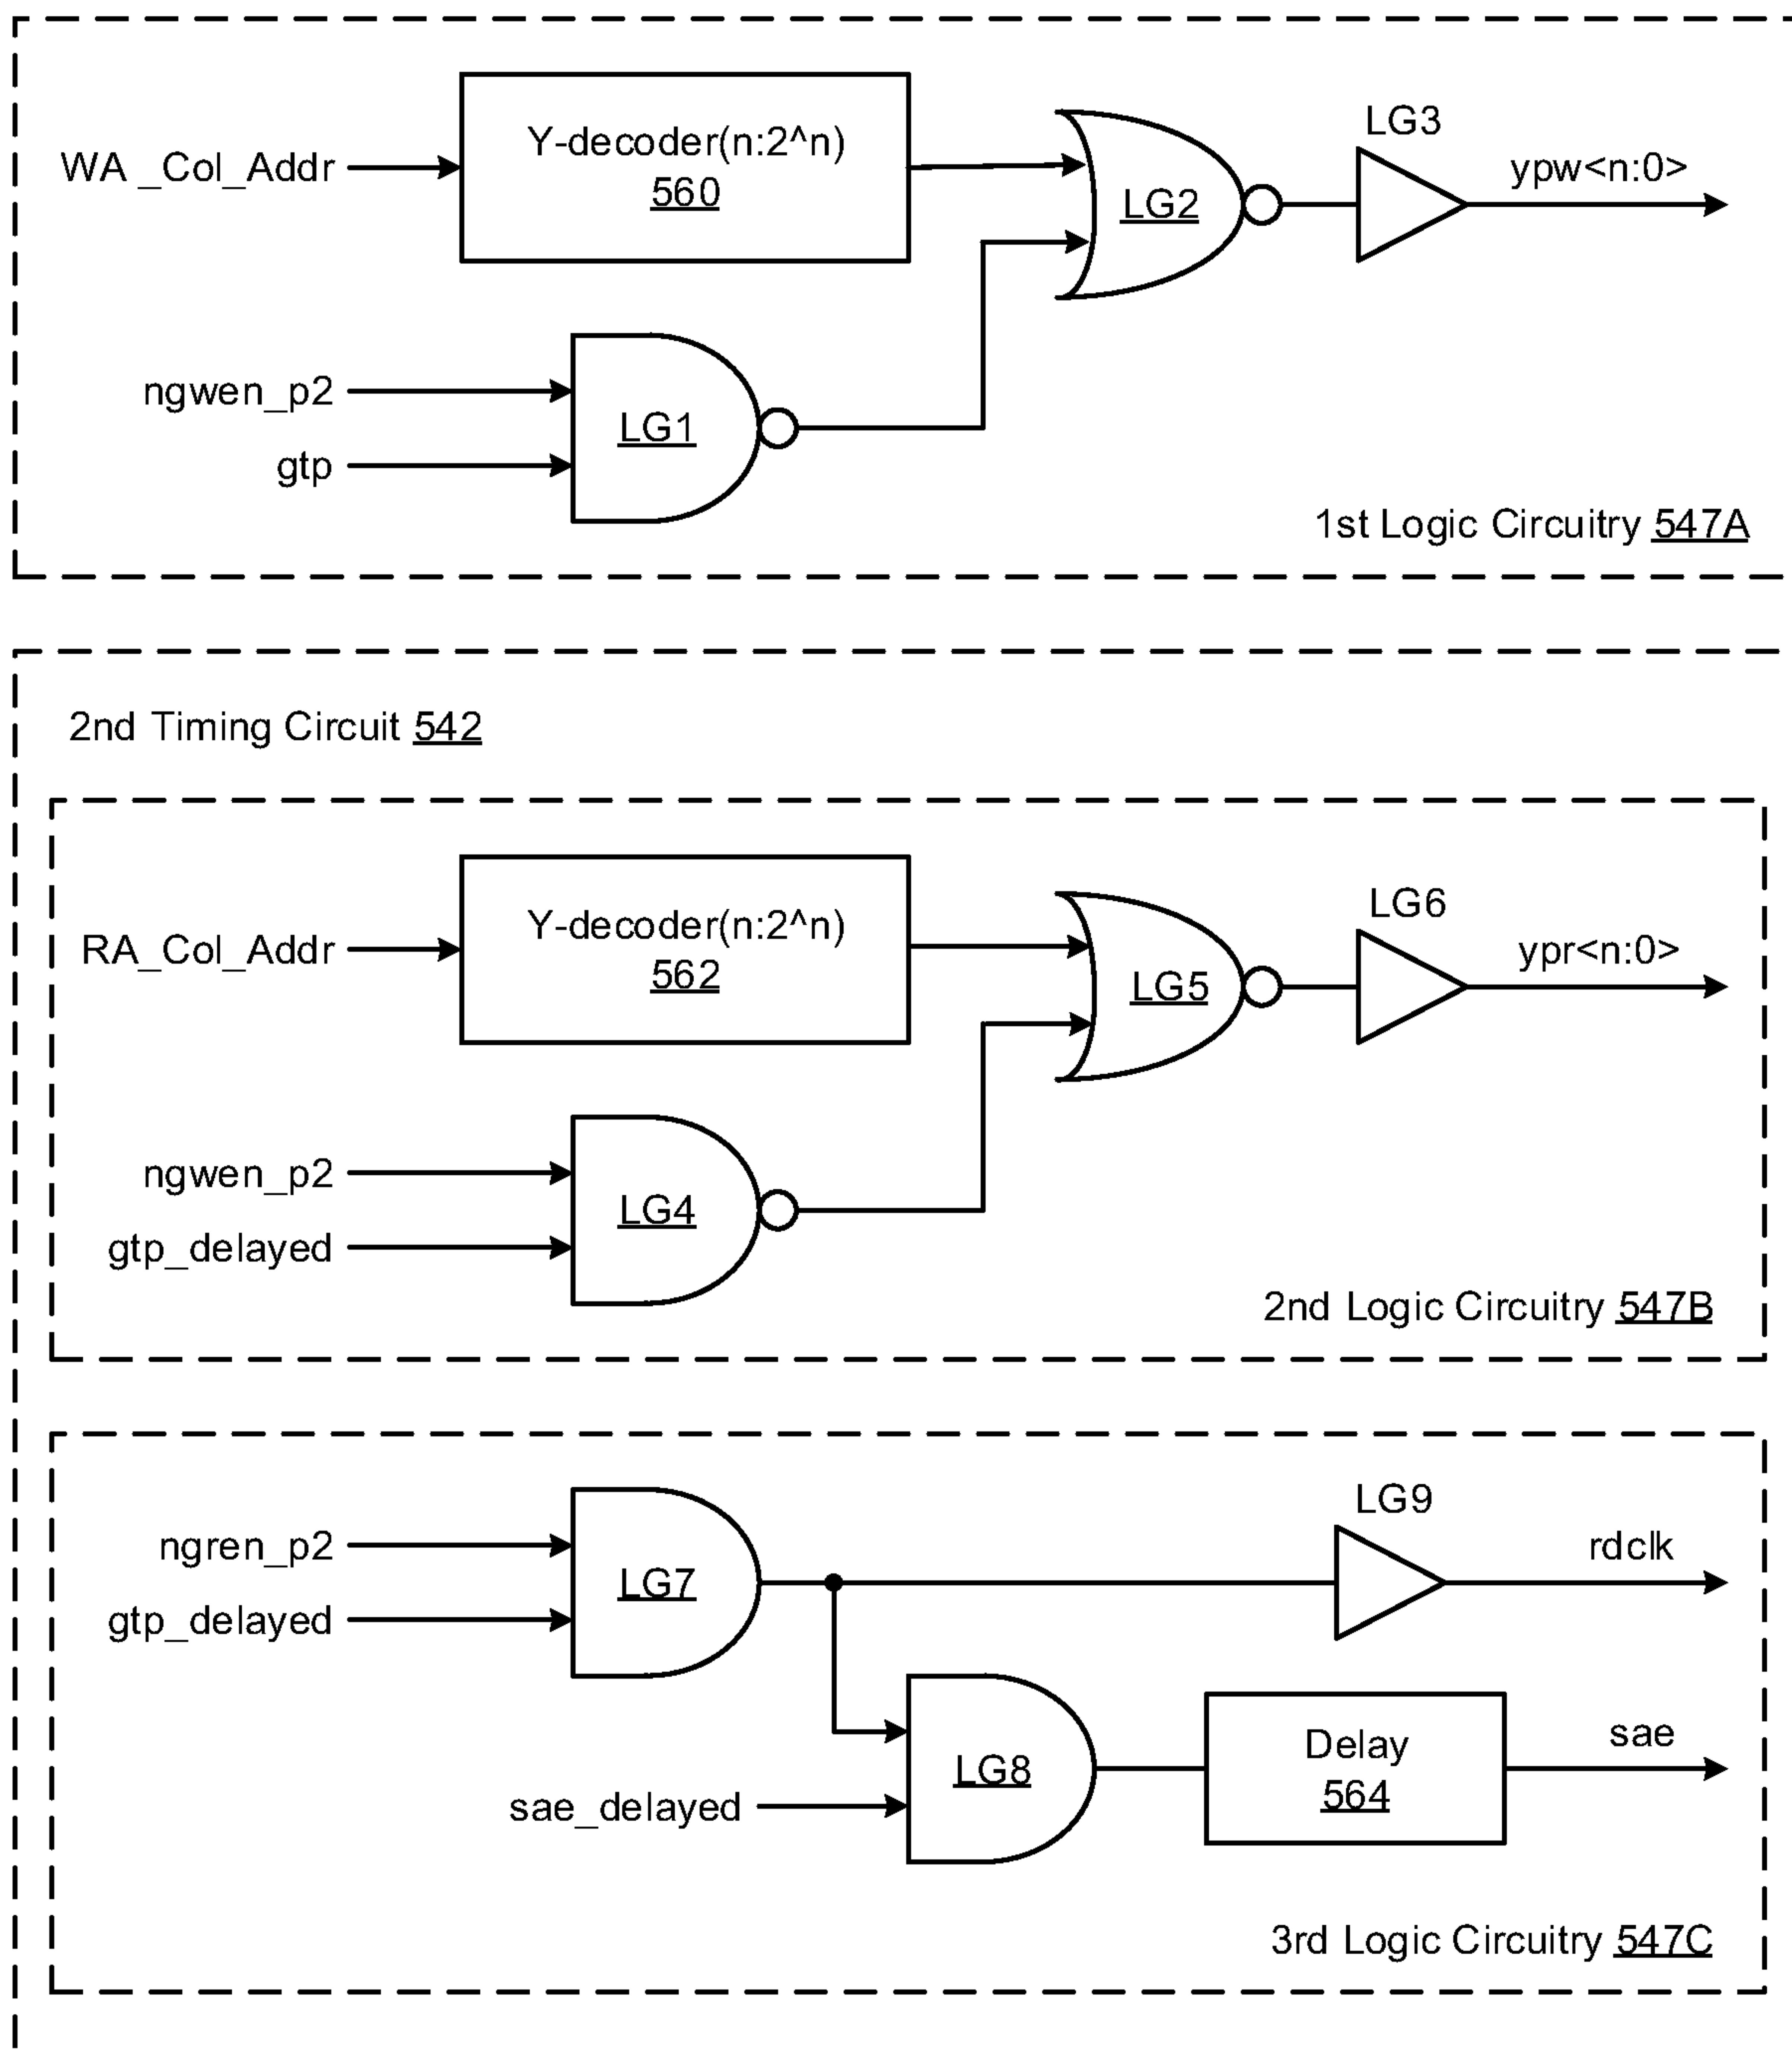 LG3
Y-decoder(n:2^n)
WA _Col_Addr
560
LG2
ypw<n:0>
ngwen_p2
LG1
gtp
1st Logic Circuitry 547A
2nd Timing Circuit 542
LG6
Y-decoder(n:2^n)
RA_Col_Addr
562
LG5
ypr<n:0>
ngwen_p2
LG4
gtp_delayed
2nd Logic Circuitry 547B
LG9
ngren_p2
rdclk
LG7
gtp_delayed
Delay
sae
LG8
564
sae_delayed
3rd Logic Circuitry 547C